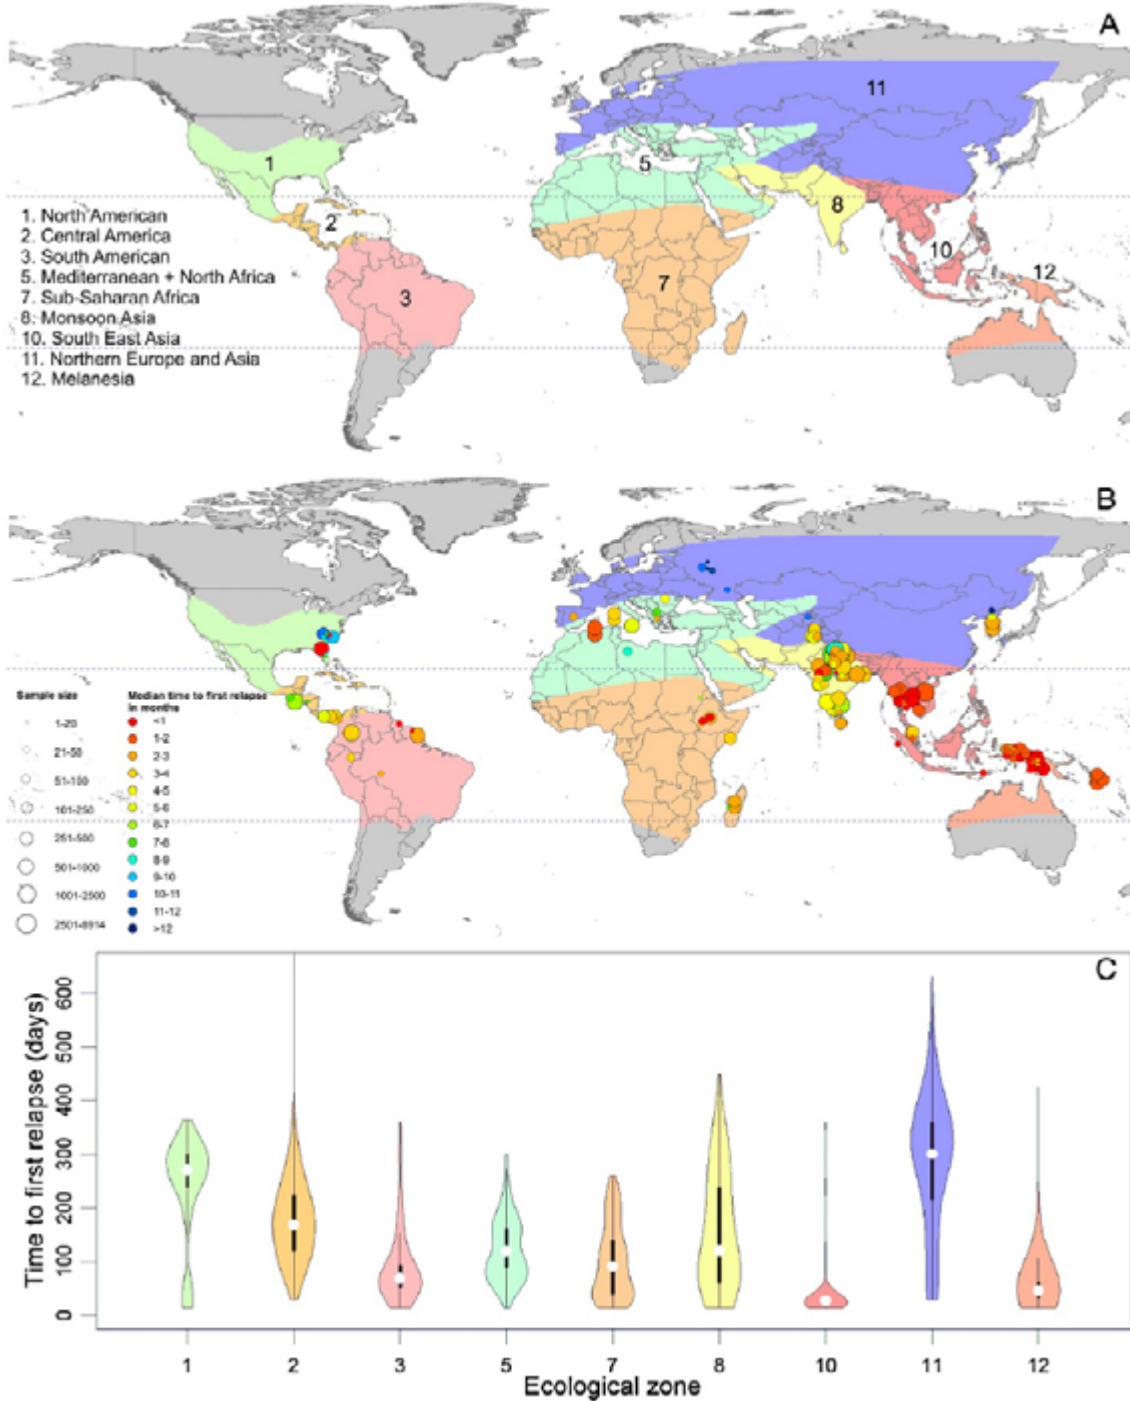 A
11
1
5
8
2
10
12
7
3
1. North American
2. Central America
3. South American
5. Mediterranean + North Africa
7. Sub-Saharan Africa
8. Monsoon Asia
10. South East Asia
11. Northern Europe and Asia
12. Melanesia
B
Sample size
1-20
21-50
51-100
101-250
251-500
501-1000
1001-2500
2501-8914
Median time to first relapse
in months
<1
1-2
2-3
3-4
4-5
5-6
6-7
7-8
8-9
9-10
10-11
11-12
>12
C
Time to first relapse (days)
600
500
400
300
200
100
0
1 2 3 5 7 8 10 11 12
Ecological zone